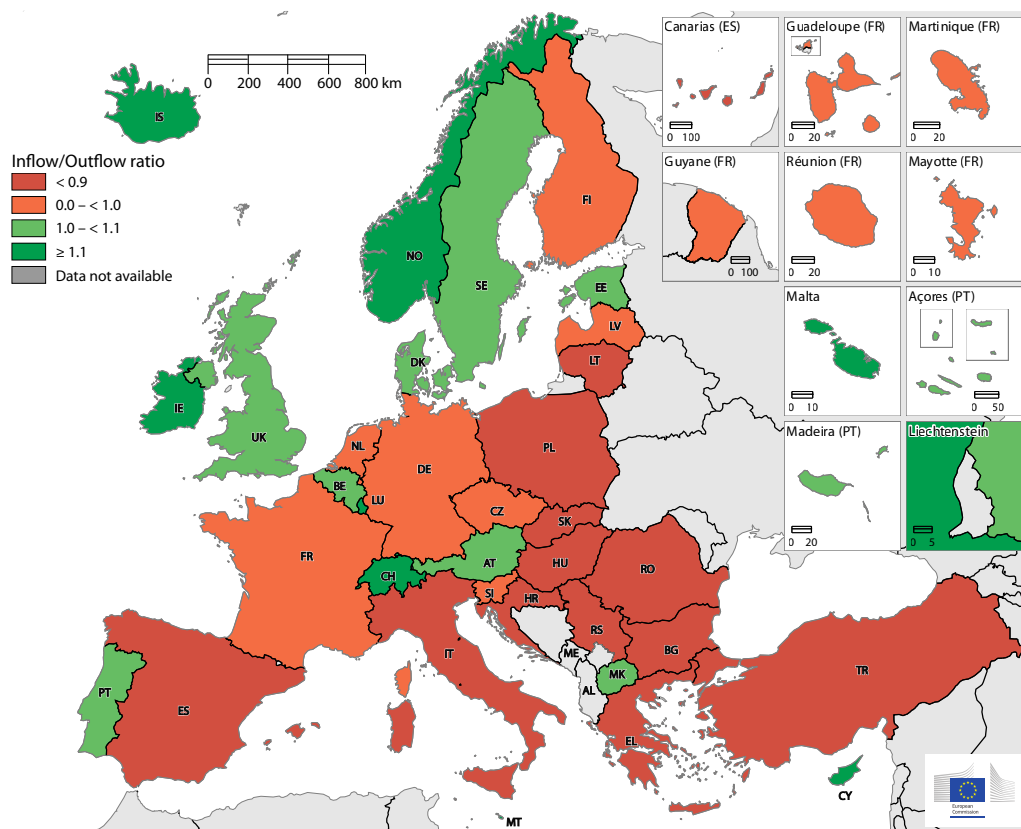 Canarias (ES)
0 100
Guadeloupe (FR)
0 20
Martinique (FR)
0 20
Guyane (FR)
0 100
Réunion (FR)
0 20
Mayotte (FR)
0 10
Malta
0 10
Açores (PT)
0 50
Madeira (PT)
0 20
Liechtenstein
0 5
0 200 400 600 800 km
Inflow/Outflow ratio
< 0.9
0.0 – < 1.0
1.0 – < 1.1
≥ 1.1
Data not available
IS
NO
SE
FI
EE
LV
LT
DK
IE
UK
NL
BE
LU
DE
PL
CZ
SK
FR
CH
AT
HU
RO
SI
HR
RS
BG
IT
ME
MK
AL
PT
ES
EL
TR
CY
MT
European
Commission